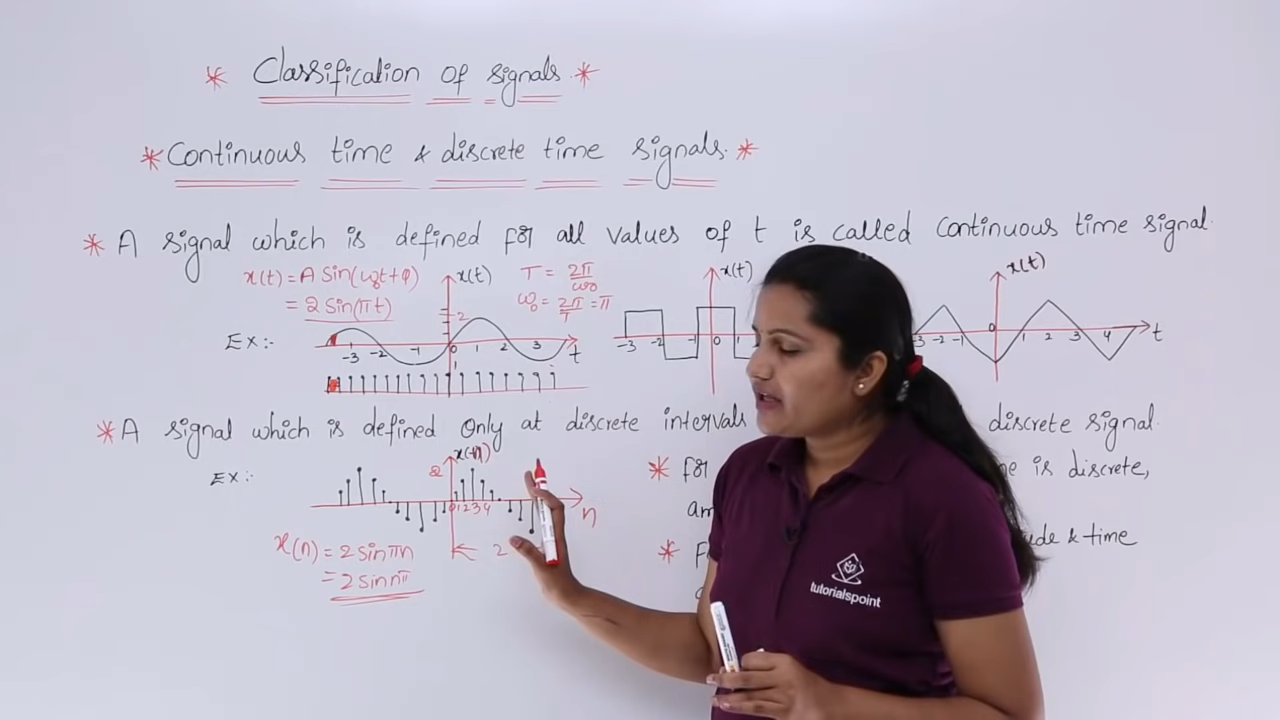 * Classification of signals. *
* Continuous time & discrete time signals. *
* A signal which is defined for all values of t is called continuous time signal.
x(t) = A Sin(ω₀t+φ)
= 2 Sin(πt)
x(t)
T = 2π/ω₀
ω₀ = 2π/T = π
x(t)
x(t)
Ex:-
2
-3 -2 -1 0 1 2 3 t
-3 -2 -1 0 1
-3 -2 -1 0 1 2 3 4 t
* A signal which is defined only at discrete intervals discrete signal.
Ex:-
2
0 1 2 3 4 n
x(n) = 2 sin πn
= 2 sin nπ
2
* for is discrete,
* & time
tutorialspoint